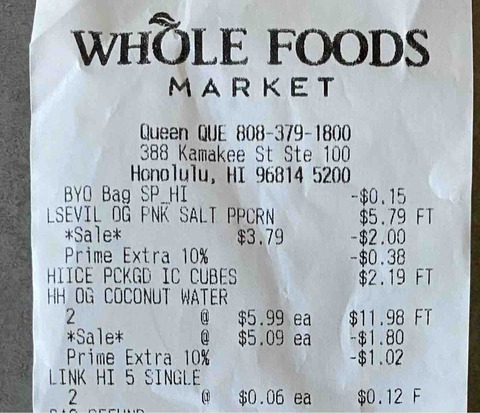 WHOLE FOODS
MARKET
Queen QUE 808-379-1800
388 Kamakee St Ste 100
Honolulu, HI 96814 5200
BYO Bag SP_HI -$0.15
LSEVIL OG PNK SALT PPCRN $5.79 FT
*Sale* $3.79 -$2.00
Prime Extra 10% -$0.38
HIICE PCKGD IC CUBES $2.19 FT
HH OG COCONUT WATER
2 @ $5.99 ea $11.98 FT
*Sale* @ $5.09 ea -$1.80
Prime Extra 10% -$1.02
LINK HI 5 SINGLE
2 @ $0.06 ea $0.12 F